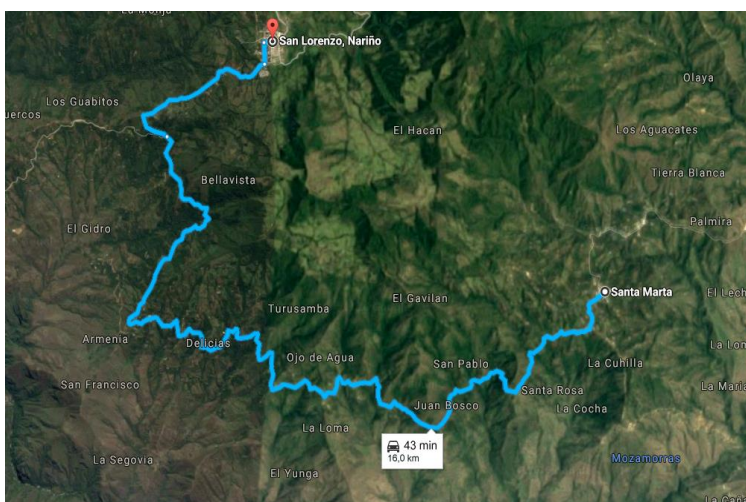 San Lorenzo, Nariño
Olaya
Los Guabitos
El Hacan
Los Aguacates
Tierra Blanca
Bellavista
Palmira
El Gidro
Santa Marta
El Gavilan
Turusamba
Armenia
Delicias
Ojo de Agua
San Pablo
La Cuhilla
San Francisco
Santa Rosa
Juan Bosco
La Cocha
La Loma
43 min
16,0 km
La Segovia
Mozamorras
El Yunga